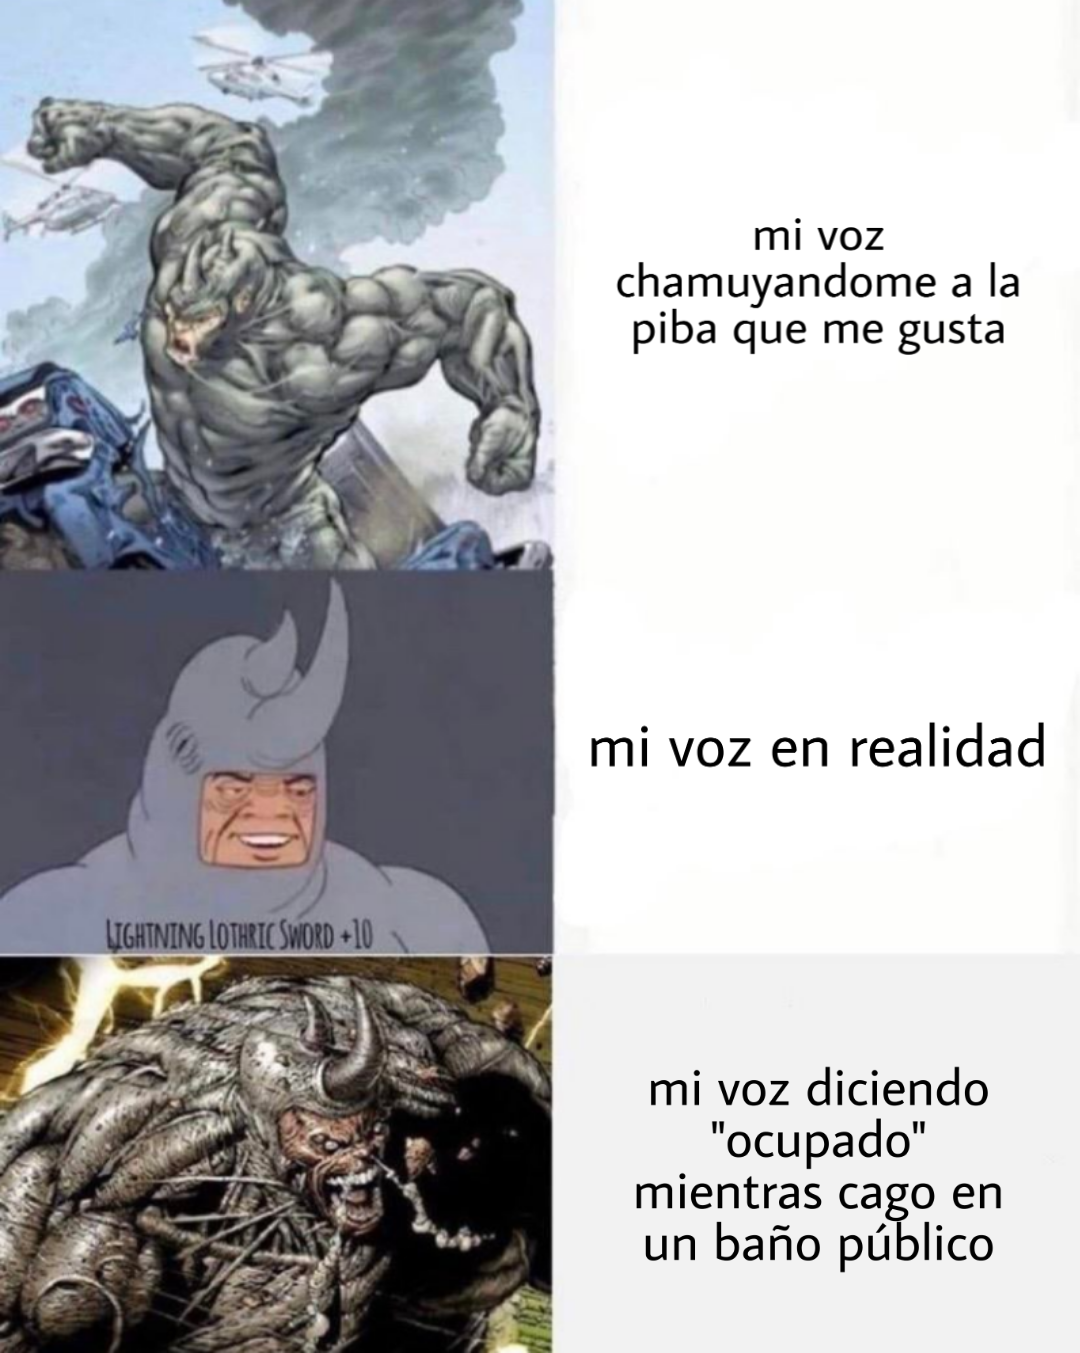 mi voz
chamuyandome a la
piba que me gusta
mi voz en realidad
LIGHTNING LOTHRIC SWORD +10
mi voz diciendo
"ocupado"
mientras cago en
un baño público